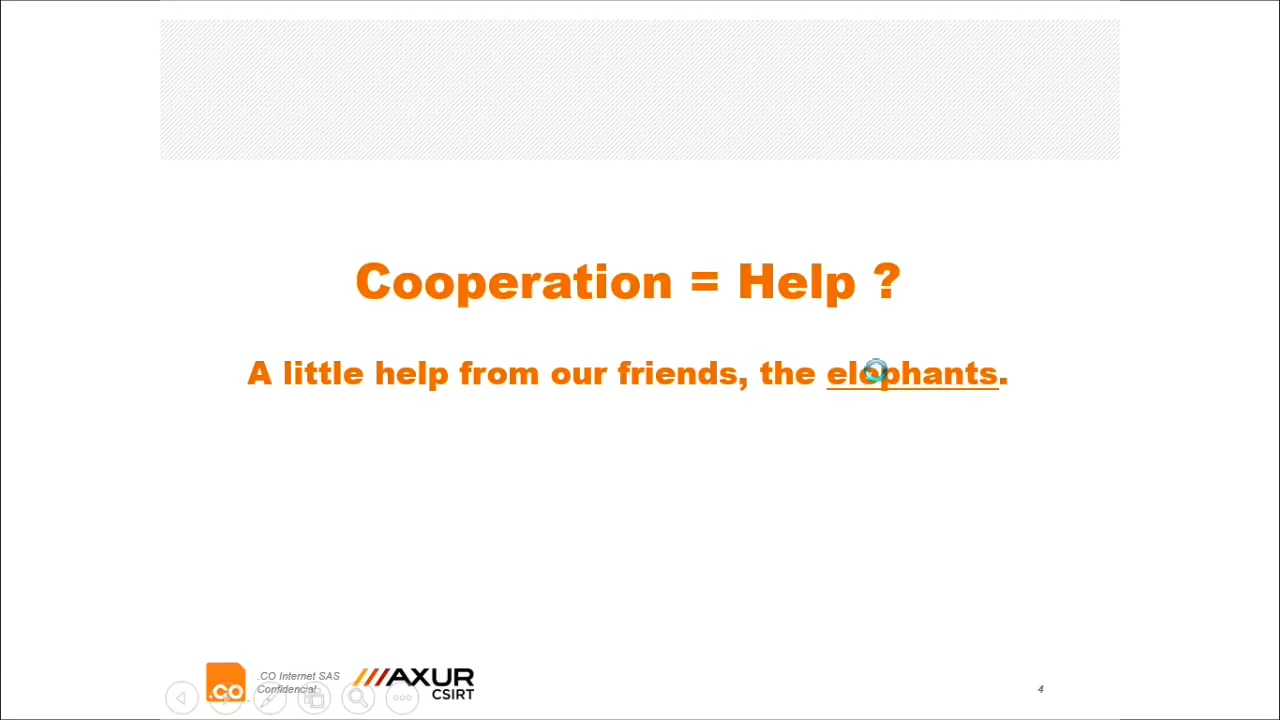 Cooperation = Help ?
A little help from our friends, the elephants.
.CO
.CO Internet SAS
Confidencial
AXUR
CSIRT
4